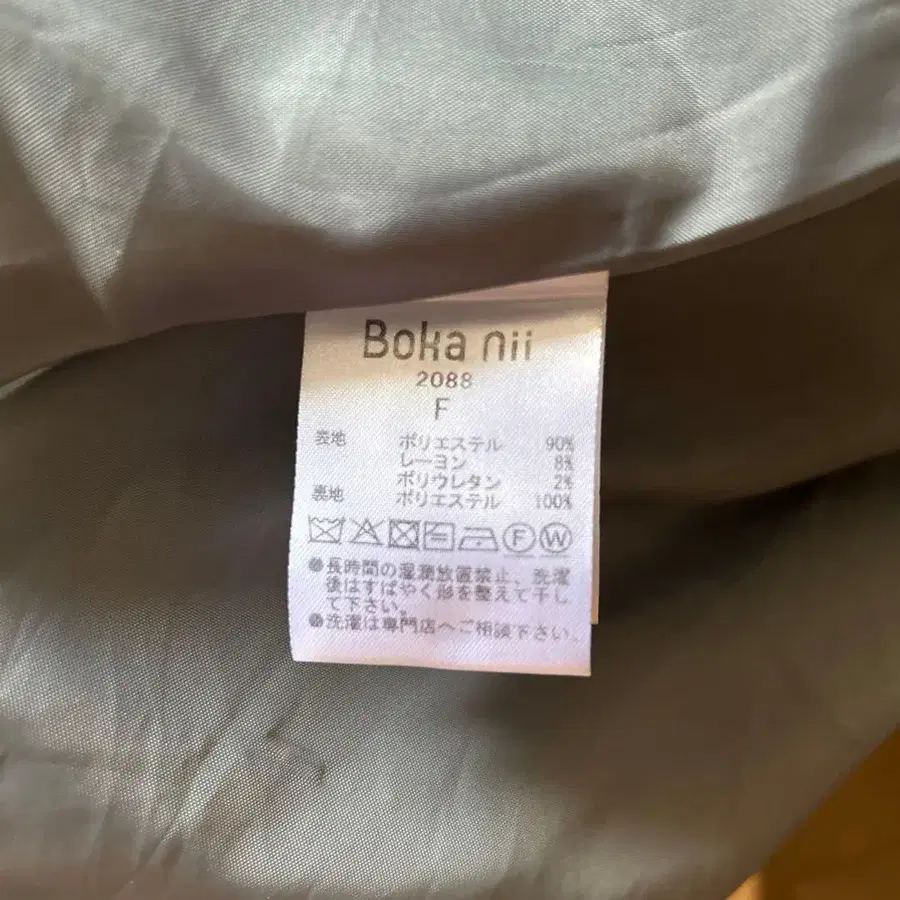 Boka nii
2088
F
表地 ポリエステル 90%
レーヨン 8%
ポリウレタン 2%
裏地 ポリエステル 100%
F W
●長時間の湿潤放置禁止、洗濯
後はすばやく形を整えて干し
て下さい。
●洗濯は専門店へご相談下さい。